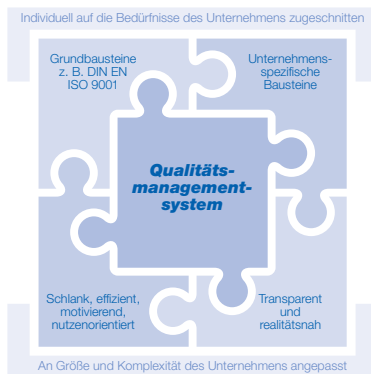 Individuell auf die Bedürfnisse des Unternehmens zugeschnitten
Grundbausteine
z. B. DIN EN
ISO 9001
Unternehmens-
spezifische
Bausteine
Qualitäts-
management-
system
Schlank, effizient,
motivierend,
nutzenorientiert
Transparent
und
realitätsnah
An Größe und Komplexität des Unternehmens angepasst